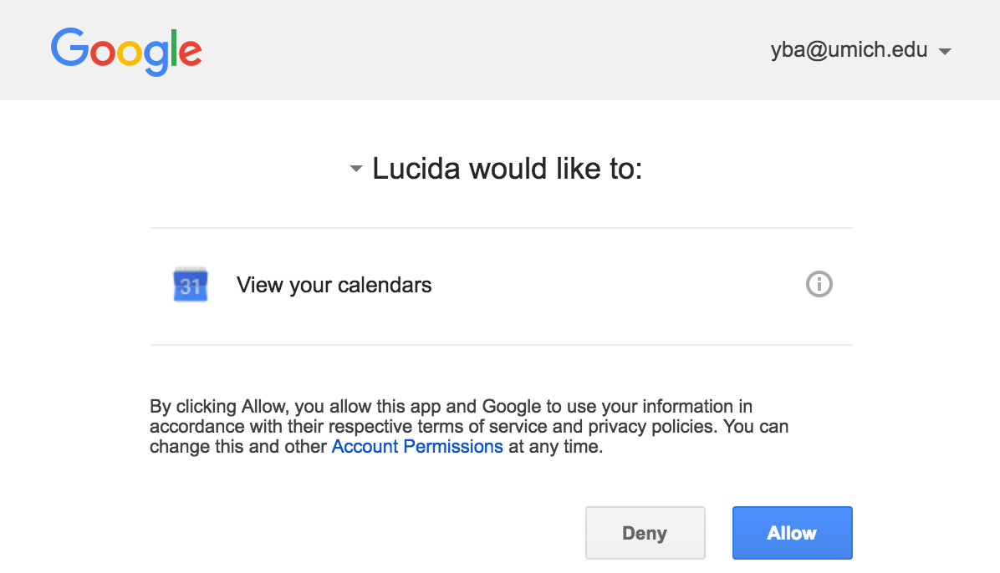 Google
yba@umich.edu
Lucida would like to:
31
View your calendars
By clicking Allow, you allow this app and Google to use your information in
accordance with their respective terms of service and privacy policies. You can
change this and other Account Permissions at any time.
Deny
Allow